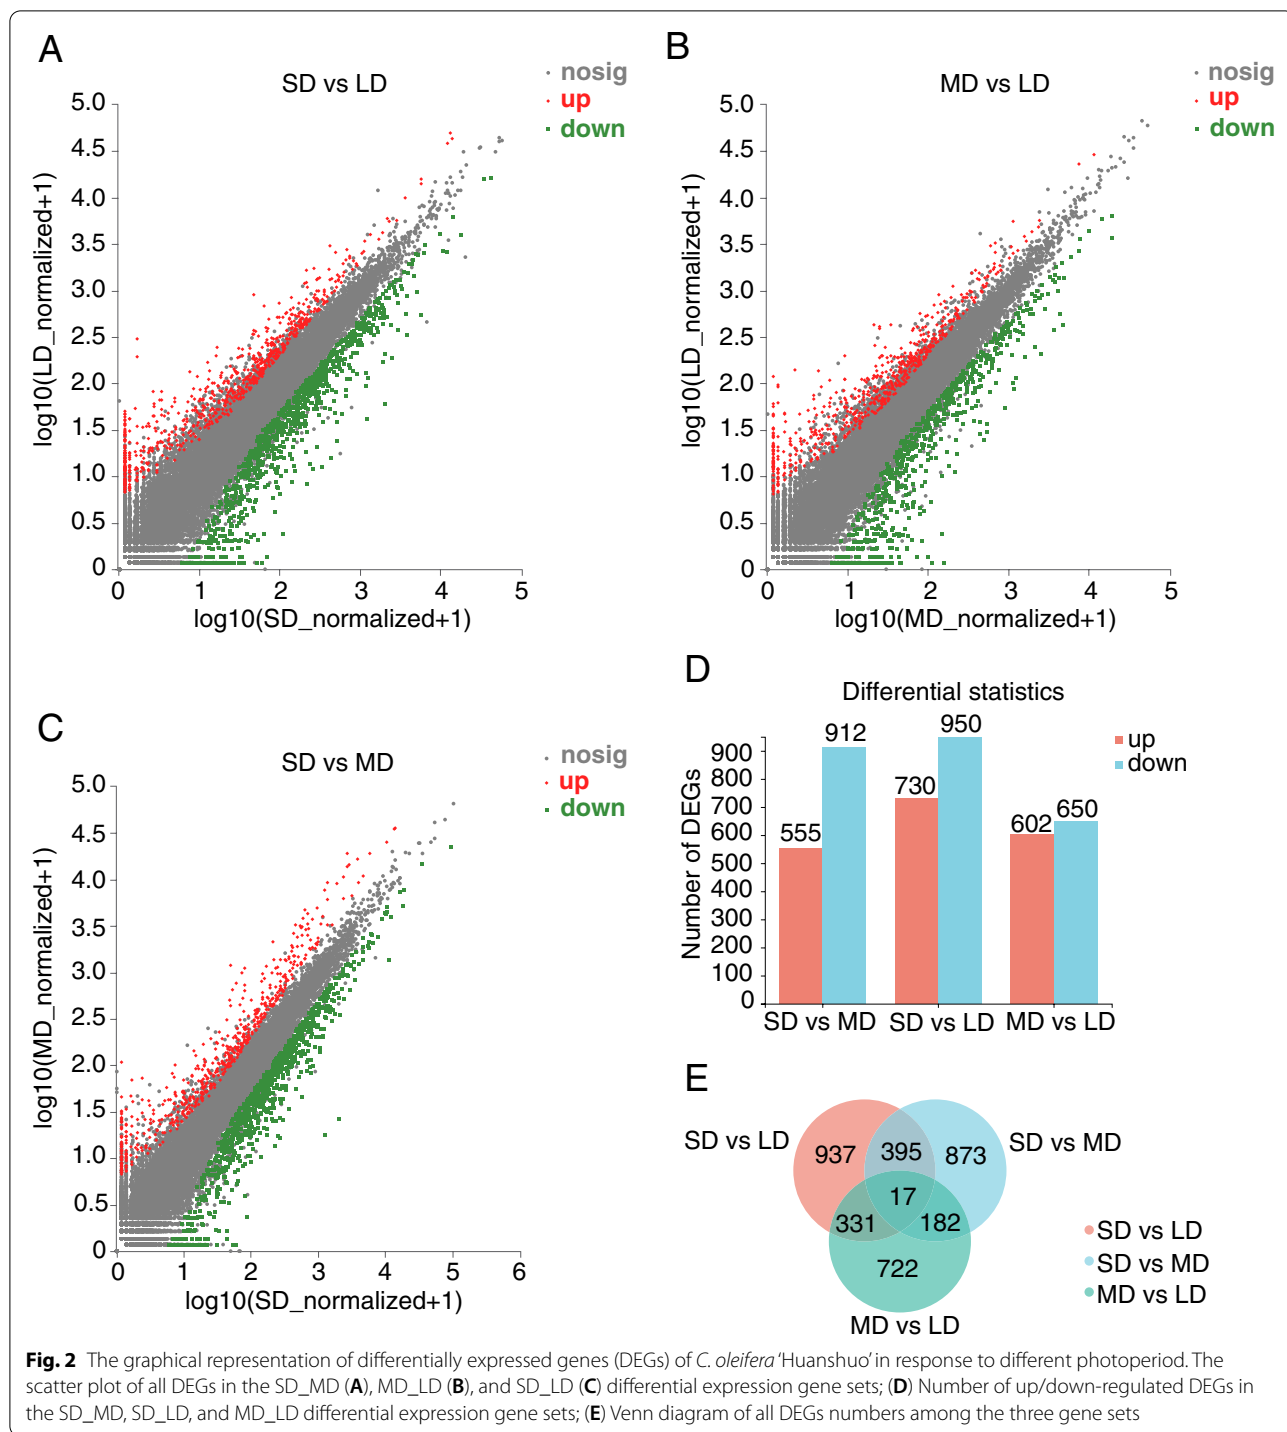 A
SD vs LD
nosig
up
down
5.0
4.5
4.0
3.5
3.0
2.5
2.0
1.5
1.0
0.5
0
log10(LD_normalized+1)
0 1 2 3 4 5
log10(SD_normalized+1)
B
MD vs LD
nosig
up
down
5.0
4.5
4.0
3.5
3.0
2.5
2.0
1.5
1.0
0.5
0
log10(LD_normalized+1)
0 1 2 3 4 5
log10(MD_normalized+1)
C
SD vs MD
nosig
up
down
5.0
4.5
4.0
3.5
3.0
2.5
2.0
1.5
1.0
0.5
0
log10(MD_normalized+1)
0 1 2 3 4 5 6
log10(SD_normalized+1)
D
Differential statistics
up
down
Number of DEGs
900
800
700
600
500
400
300
200
100
0
555 912 730 950 602 650
SD vs MD SD vs LD MD vs LD
E
SD vs LD
SD vs MD
937 395 873
17
331 182
722
MD vs LD
SD vs LD
SD vs MD
MD vs LD
Fig. 2 The graphical representation of differentially expressed genes (DEGs) of C. oleifera ‘Huanshuo’ in response to different photoperiod. The
scatter plot of all DEGs in the SD_MD (A), MD_LD (B), and SD_LD (C) differential expression gene sets; (D) Number of up/down-regulated DEGs in
the SD_MD, SD_LD, and MD_LD differential expression gene sets; (E) Venn diagram of all DEGs numbers among the three gene sets